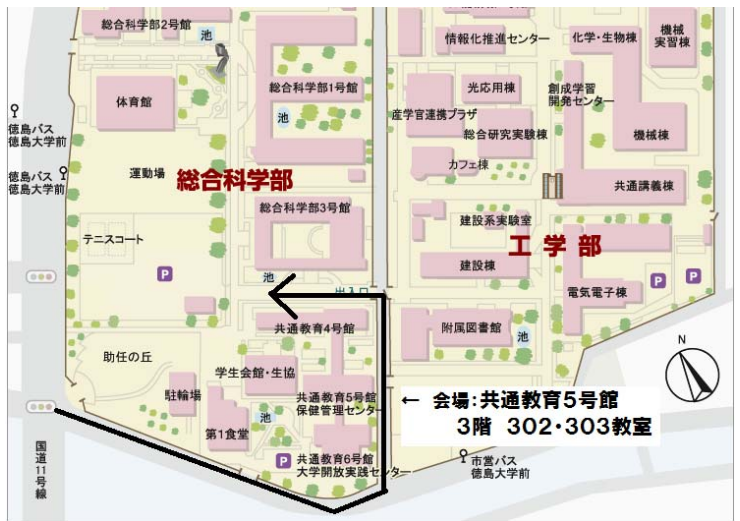 総合科学部2号館
池
体育館
総合科学部1号館
池
徳島バス
徳島大学前
徳島バス
徳島大学前
運動場
総合科学部
総合科学部3号館
テニスコート
P
池
出入口
共通教育4号館
助任の丘
学生会館・生協
駐輪場
共通教育5号館
保健管理センター
第1食堂
池
共通教育6号館
大学開放実践センター
P
国道11号線
情報化推進センター
化学・生物棟
機械
実習棟
光応用棟
創成学習
開発センター
産学官連携プラザ
総合研究実験棟
機械棟
カフェ棟
共通講義棟
建設系実験室
工学部
建設棟
電気電子棟
P
P
附属図書館
池
N
← 会場:共通教育5号館
3階 302・303教室
市営バス
徳島大学前